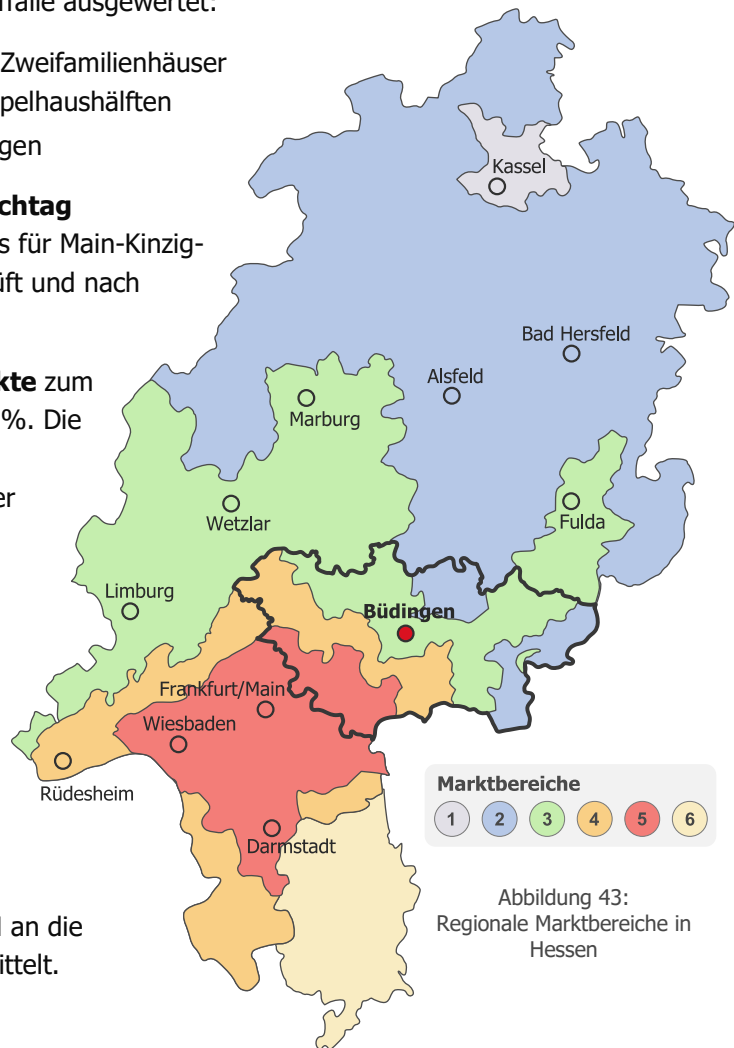 fälle ausgewertet:
Zweifamilienhäuser
pelhaushälften
gen
chtag
s für Main-Kinzig-
üft und nach
kte zum
%. Die
er
Kassel
Bad Hersfeld
Alsfeld
Marburg
Wetzlar
Fulda
Limburg
Büdingen
Frankfurt/Main
Wiesbaden
Rüdesheim
Darmstadt
Marktbereiche
1 2 3 4 5 6
Abbildung 43:
Regionale Marktbereiche in
Hessen
an die
ittelt.